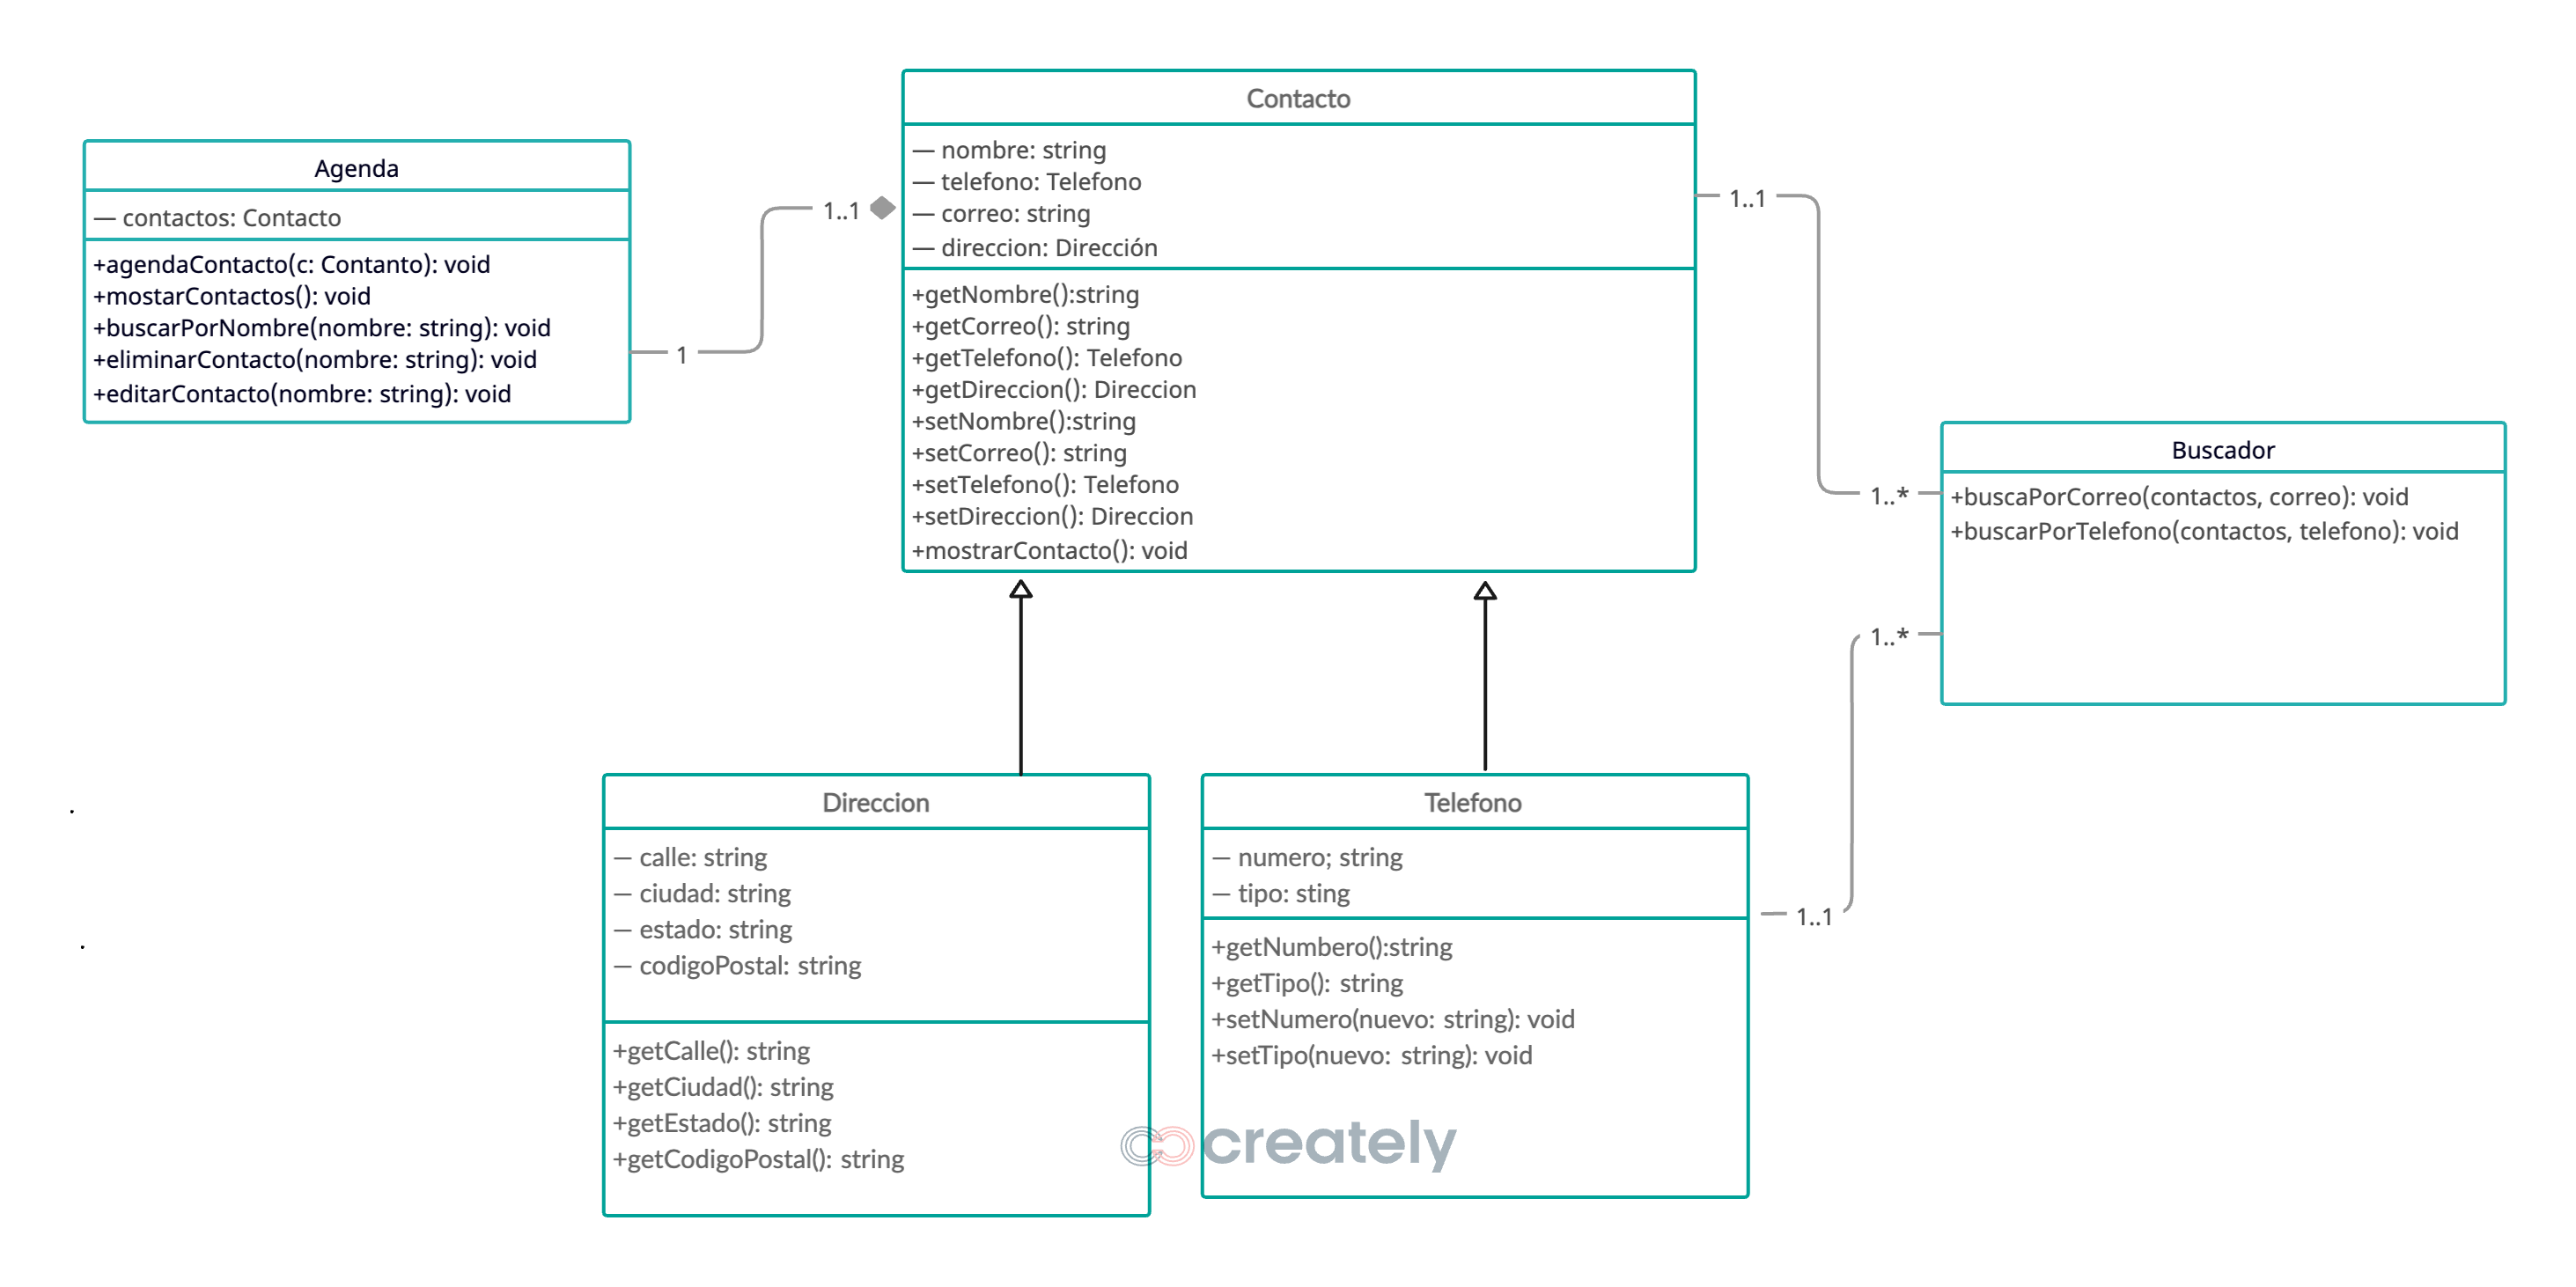 Agenda
— contactos: Contacto
+agendaContacto(c: Contanto): void
+mostarContactos(): void
+buscarPorNombre(nombre: string): void
+eliminarContacto(nombre: string): void
+editarContacto(nombre: string): void
1
1..1
Contacto
— nombre: string
— telefono: Telefono
— correo: string
— direccion: Dirección
+getNombre():string
+getCorreo(): string
+getTelefono(): Telefono
+getDireccion(): Direccion
+setNombre():string
+setCorreo(): string
+setTelefono(): Telefono
+setDireccion(): Direccion
+mostrarContacto(): void
1..1
1..*
Buscador
+buscaPorCorreo(contactos, correo): void
+buscarPorTelefono(contactos, telefono): void
1..*
1..1
Direccion
— calle: string
— ciudad: string
— estado: string
— codigoPostal: string
+getCalle(): string
+getCiudad(): string
+getEstado(): string
+getCodigoPostal(): string
Telefono
— numero; string
— tipo: sting
+getNumbero():string
+getTipo(): string
+setNumero(nuevo: string): void
+setTipo(nuevo: string): void
creately